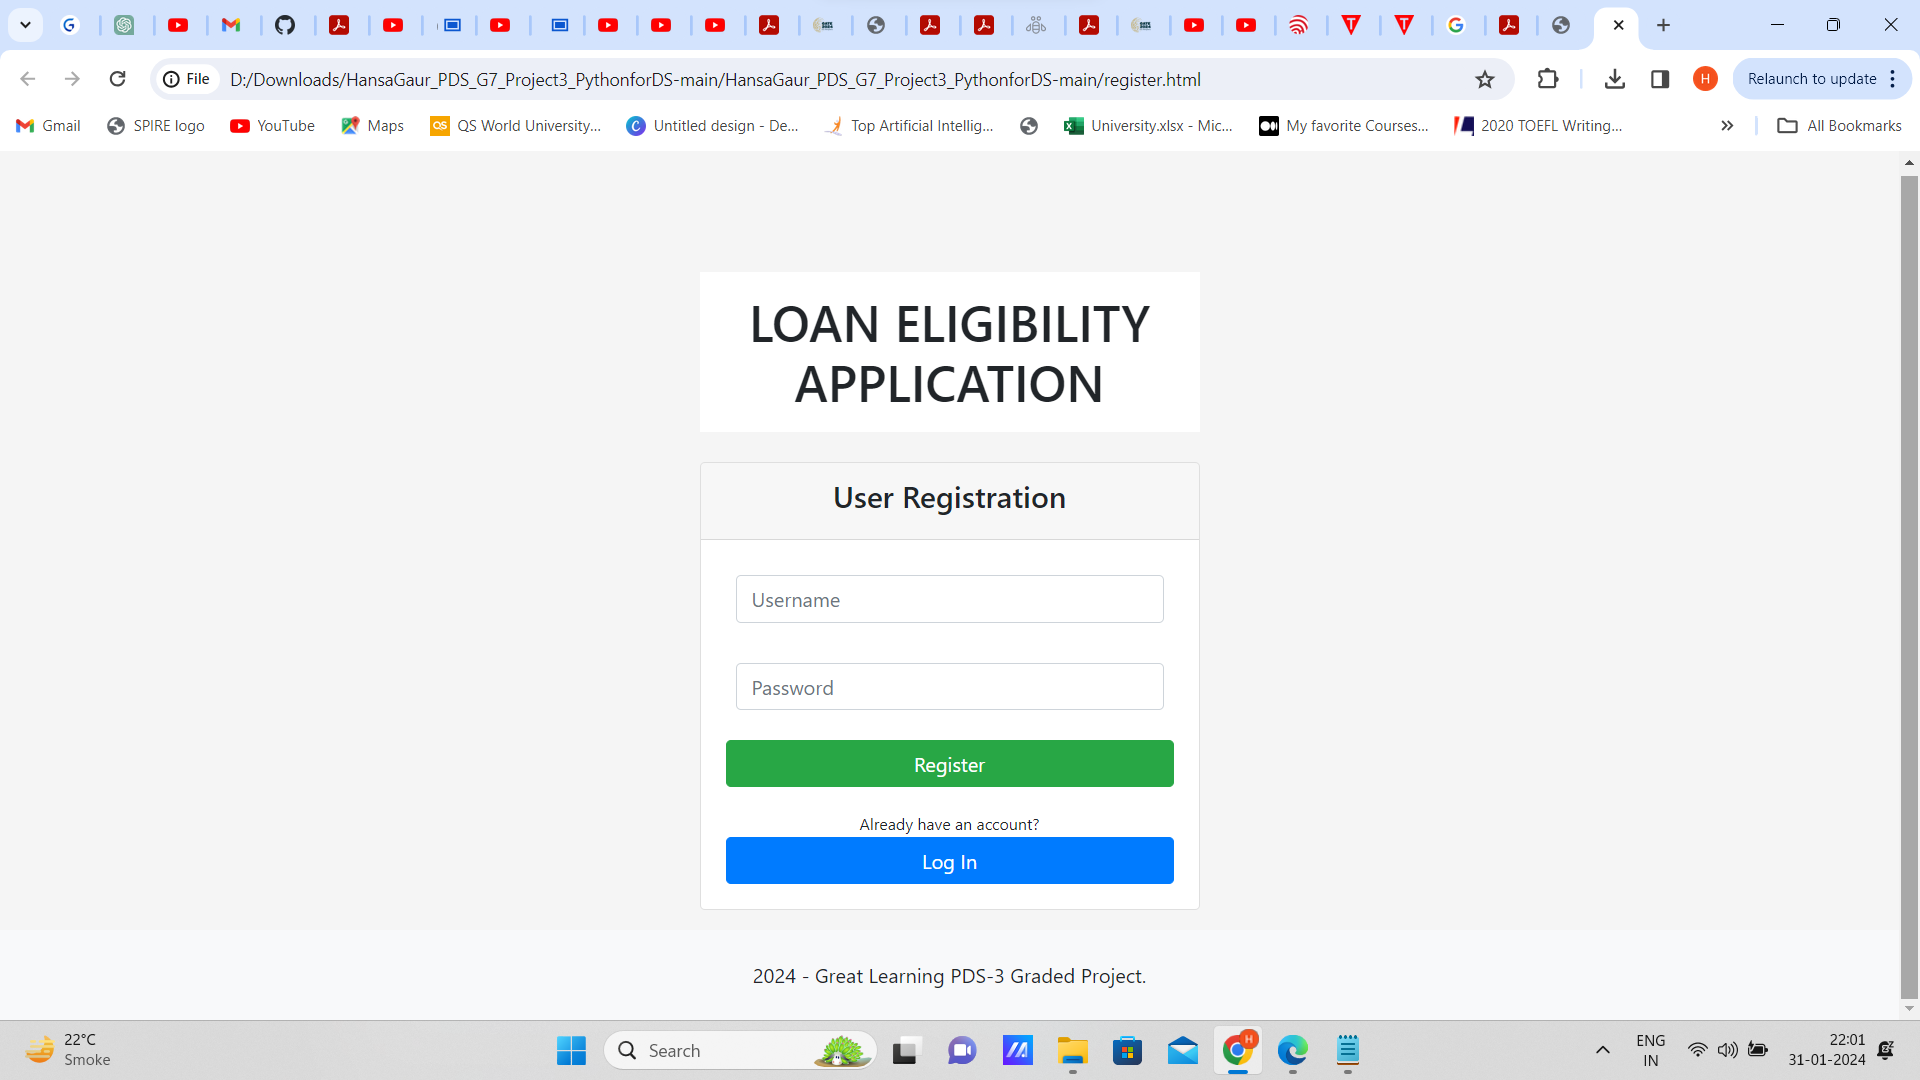 File
D:/Downloads/HansaGaur_PDS_G7_Project3_PythonforDS-main/HansaGaur_PDS_G7_Project3_PythonforDS-main/register.html
H
Relaunch to update
Gmail
SPIRE logo
YouTube
Maps
QS World University...
Untitled design - De...
Top Artificial Intellig...
University.xlsx - Mic...
My favorite Courses...
2020 TOEFL Writing...
All Bookmarks
LOAN ELIGIBILITY
APPLICATION
User Registration
Username
Password
Register
Already have an account?
Log In
2024 - Great Learning PDS-3 Graded Project.
22°C
Smoke
Search
H
ENG
IN
22:01
31-01-2024